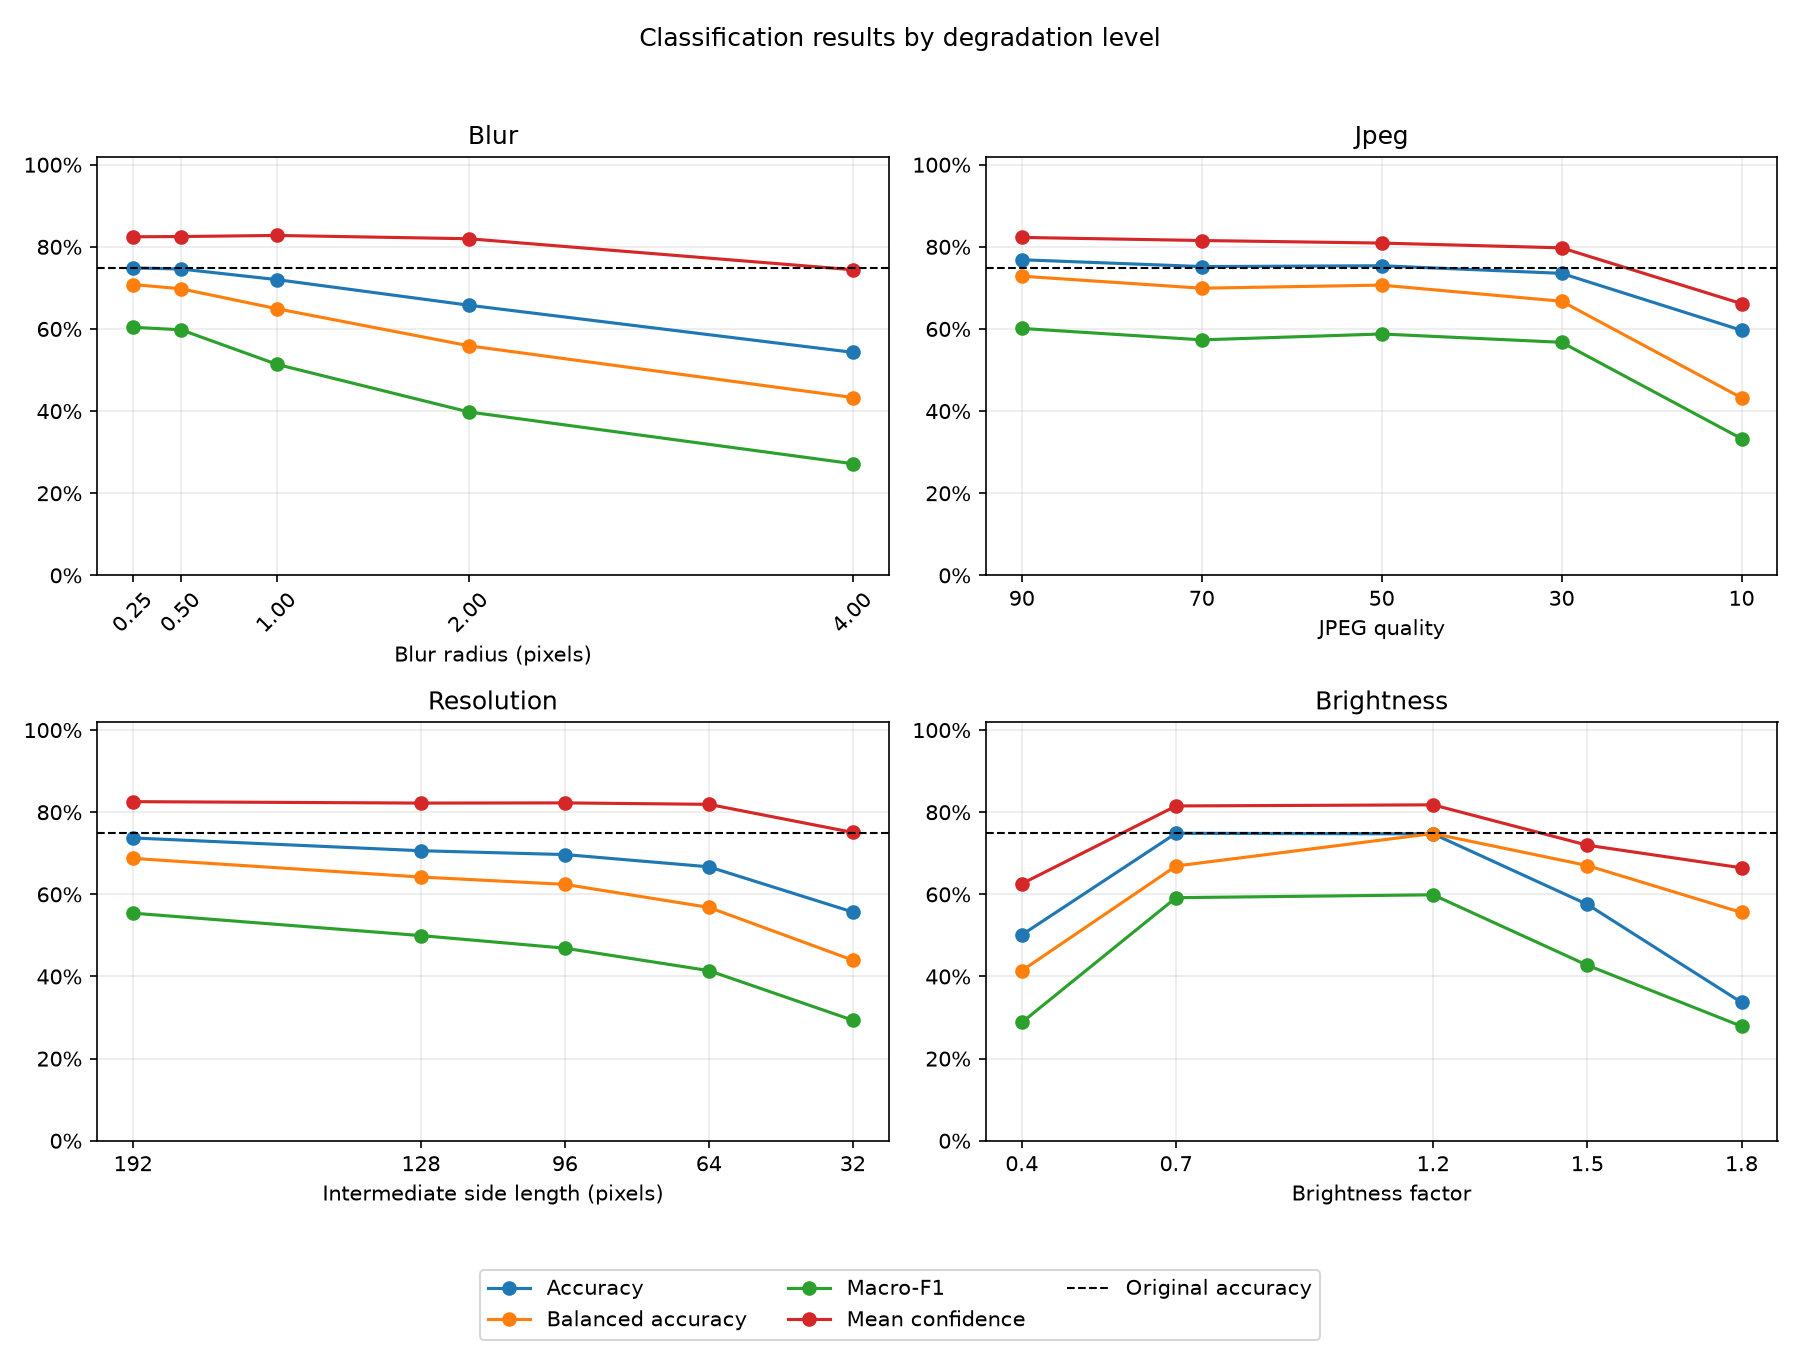 Classification results by degradation level
Blur
100%
80%
60%
40%
20%
0%
0.25 0.50 1.00 2.00 4.00
Blur radius (pixels)
Jpeg
100%
80%
60%
40%
20%
0%
90 70 50 30 10
JPEG quality
Resolution
100%
80%
60%
40%
20%
0%
192 128 96 64 32
Intermediate side length (pixels)
Brightness
100%
80%
60%
40%
20%
0%
0.4 0.7 1.2 1.5 1.8
Brightness factor
Accuracy
Balanced accuracy
Macro-F1
Mean confidence
Original accuracy